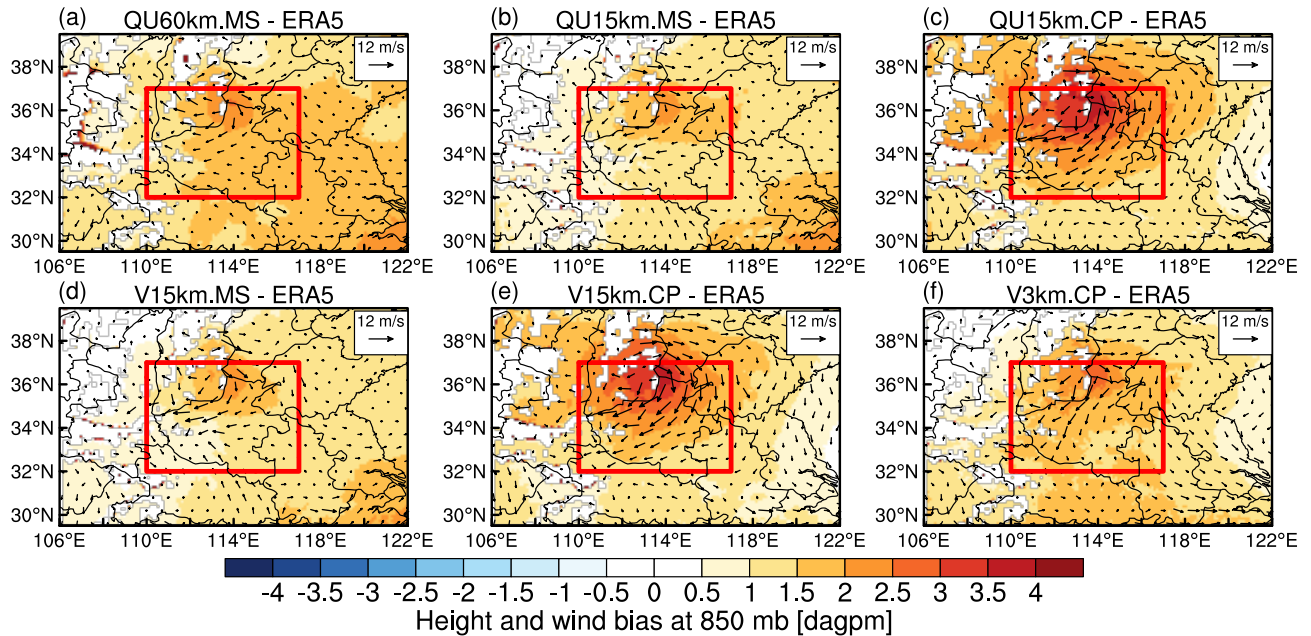 (a) QU60km.MS - ERA5 (b) QU15km.MS - ERA5 (c) QU15km.CP - ERA5
12 m/s 12 m/s 12 m/s
38°N 38°N 38°N
36°N 36°N 36°N
34°N 34°N 34°N
32°N 32°N 32°N
30°N 30°N 30°N
106°E 110°E 114°E 118°E 122°E 106°E 110°E 114°E 118°E 122°E 106°E 110°E 114°E 118°E 122°E
(d) V15km.MS - ERA5 (e) V15km.CP - ERA5 (f) V3km.CP - ERA5
12 m/s 12 m/s 12 m/s
38°N 38°N 38°N
36°N 36°N 36°N
34°N 34°N 34°N
32°N 32°N 32°N
30°N 30°N 30°N
106°E 110°E 114°E 118°E 122°E 106°E 110°E 114°E 118°E 122°E 106°E 110°E 114°E 118°E 122°E
-4 -3.5 -3 -2.5 -2 -1.5 -1 -0.5 0 0.5 1 1.5 2 2.5 3 3.5 4
Height and wind bias at 850 mb [dagpm]